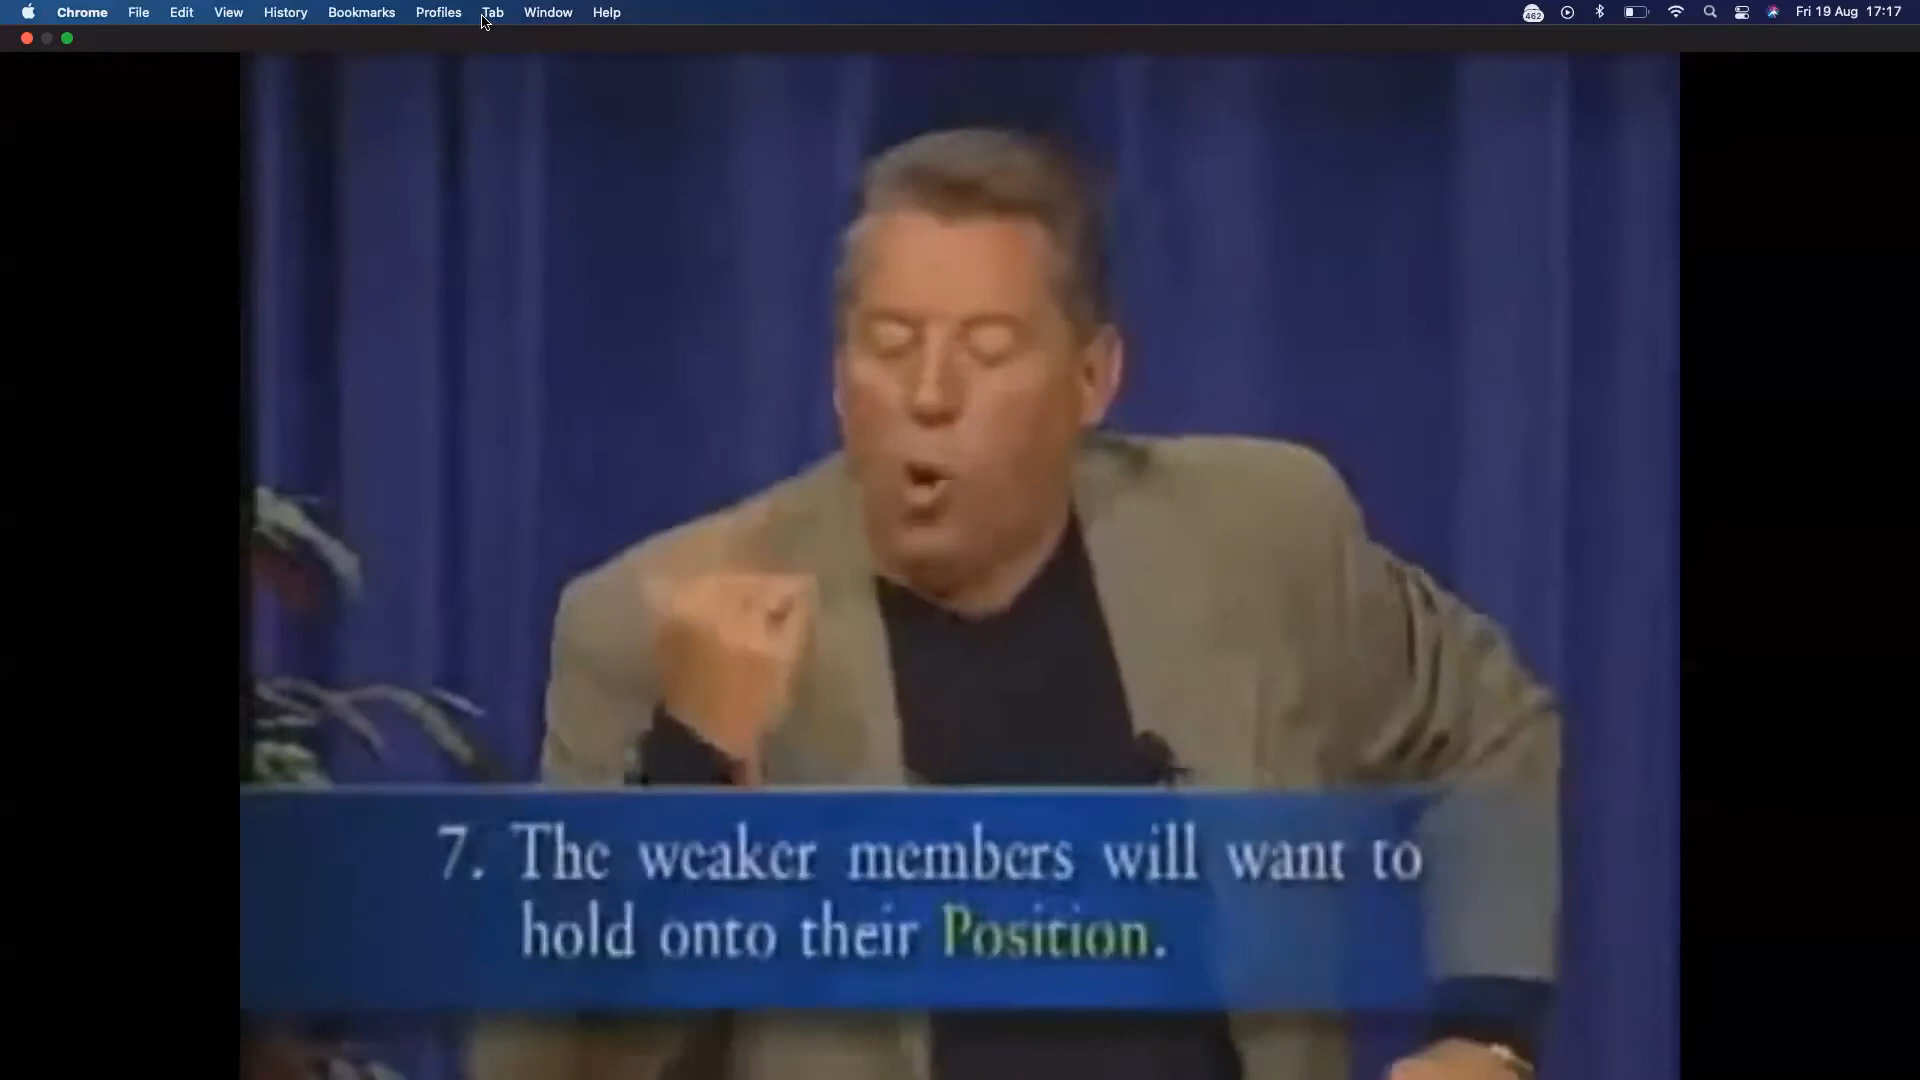 Chrome File Edit View History Bookmarks Profiles Tab Window Help 462 Fri 19 Aug 17:17
7. The weaker members will want to
hold onto their Position.